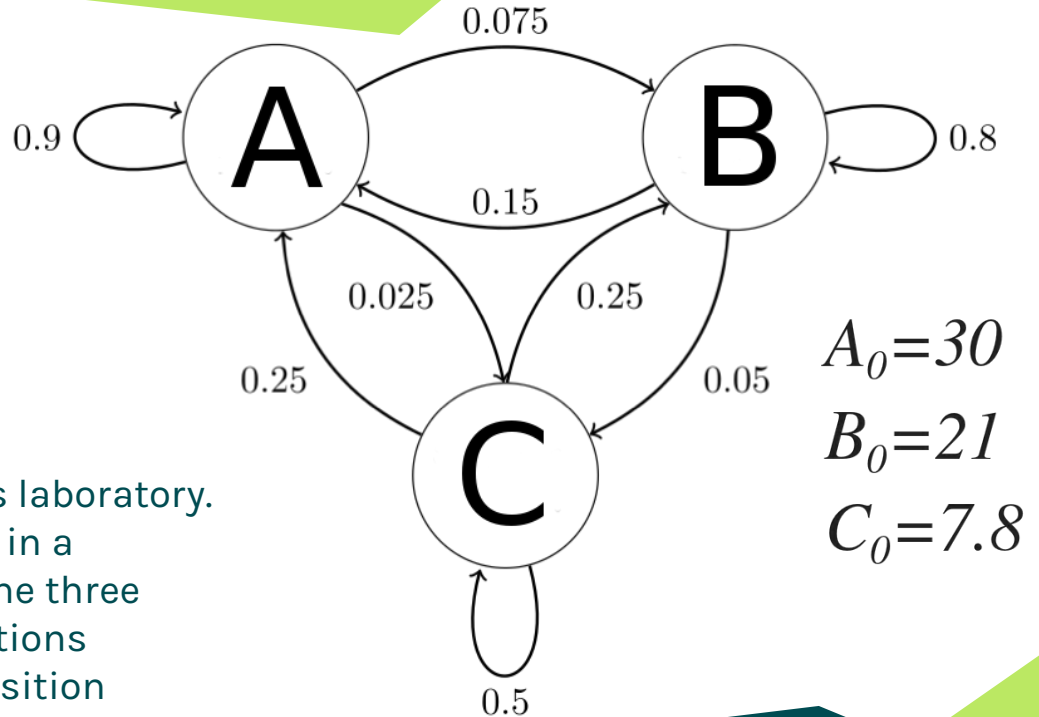 0.075
A
B
0.9
0.8
0.15
0.025
0.25
0.25
0.05
C
0.5
A₀=30
B₀=21
C₀=7.8
s laboratory.
in a
ne three
tions
sition